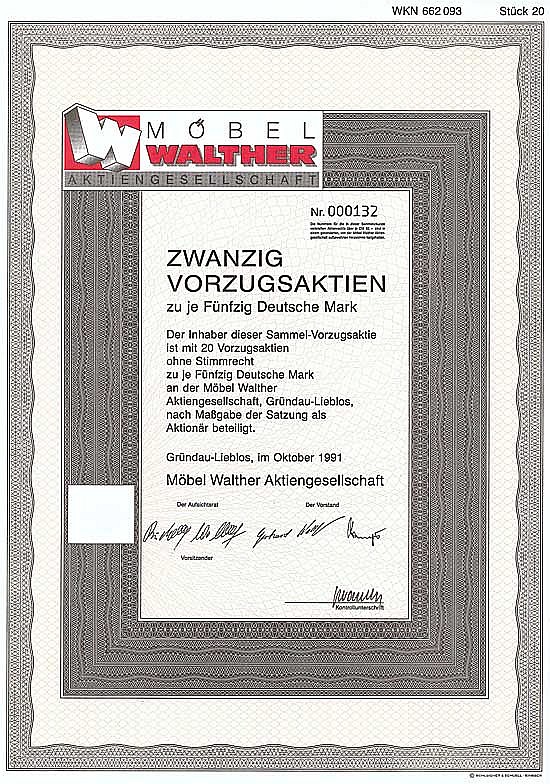 WKN 662 093 Stück 20
MÖBEL
WALTHER
AKTIENGESELLSCHAFT
Nr. 000132
ZWANZIG
VORZUGSAKTIEN
zu je Fünfzig Deutsche Mark
Der Inhaber dieser Sammel-Vorzugsaktie
ist mit 20 Vorzugsaktien
ohne Stimmrecht
zu je Fünfzig Deutsche Mark
an der Möbel Walther
Aktiengesellschaft, Gründau-Lieblos,
nach Maßgabe der Satzung als
Aktionär beteiligt.
Gründau-Lieblos, im Oktober 1991
Möbel Walther Aktiengesellschaft
Der Aufsichtsrat Der Vorstand
Vorsitzender
Kontrollunterschrift